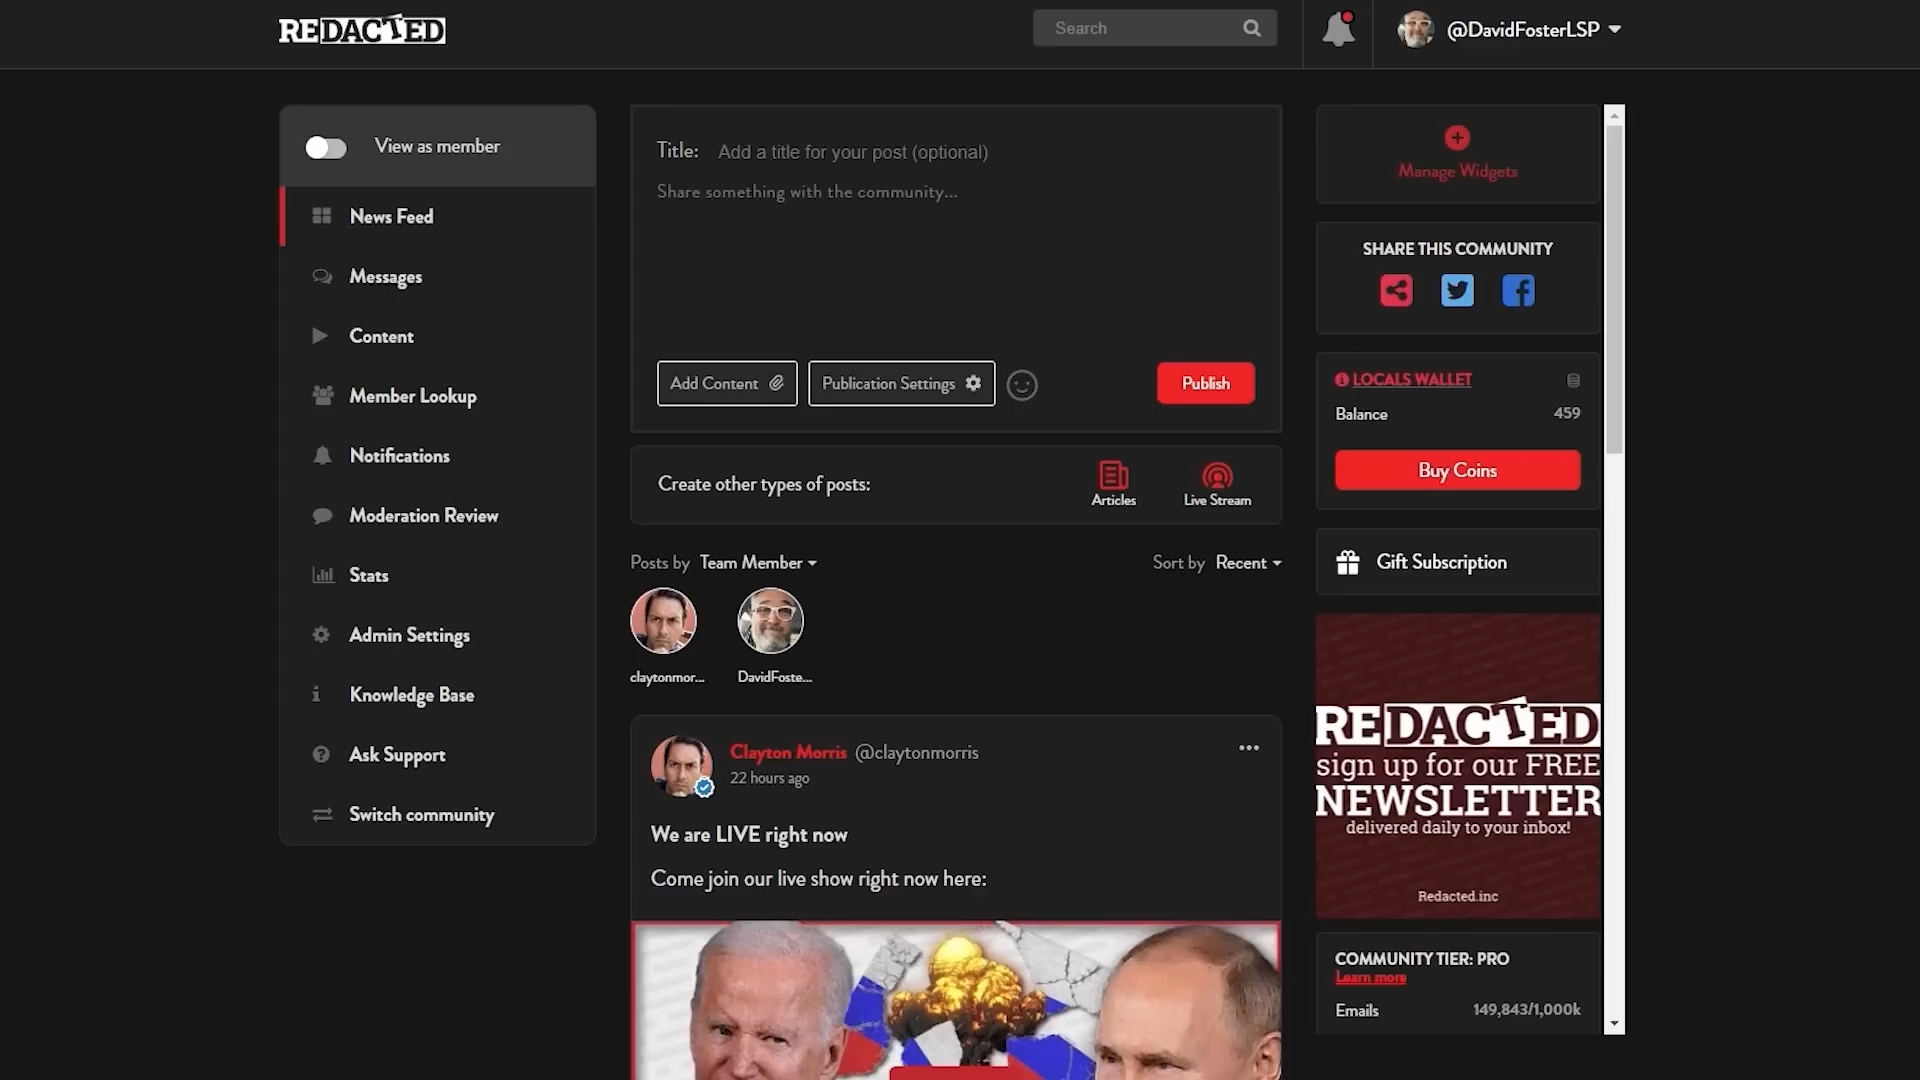 REDACTED
Search
@DavidFosterLSP
View as member
News Feed
Messages
Content
Member Lookup
Notifications
Moderation Review
Stats
Admin Settings
Knowledge Base
Ask Support
Switch community
Title: Add a title for your post (optional)
Share something with the community...
Add Content
Publication Settings
Publish
Create other types of posts:
Articles
Live Stream
Posts by Team Member
Sort by Recent
claytonmor...
DavidFoste...
Clayton Morris @claytonmorris
22 hours ago
We are LIVE right now
Come join our live show right now here:
Manage Widgets
SHARE THIS COMMUNITY
LOCALS WALLET
Balance 459
Buy Coins
Gift Subscription
REDACTED
sign up for our FREE
NEWSLETTER
delivered daily to your inbox!
Redacted.inc
COMMUNITY TIER: PRO
Learn more
Emails 149,843/1,000k